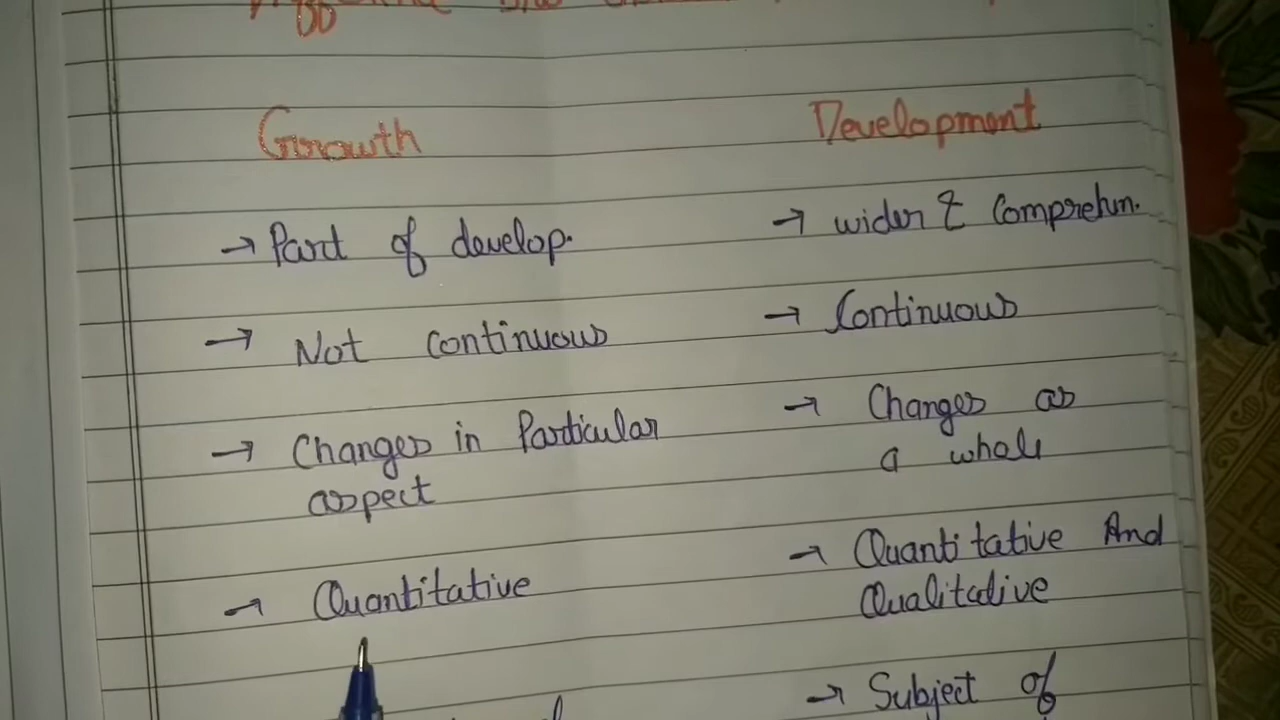 Growth
Development
→ Part of develop.
→ wider & Comprehn.
→ Not continuous
→ Continuous
→ Changes in Particular
aspect
→ Changes as
a whole
→ Quantitative
→ Quantitative And
Qualitative
→ Subject of